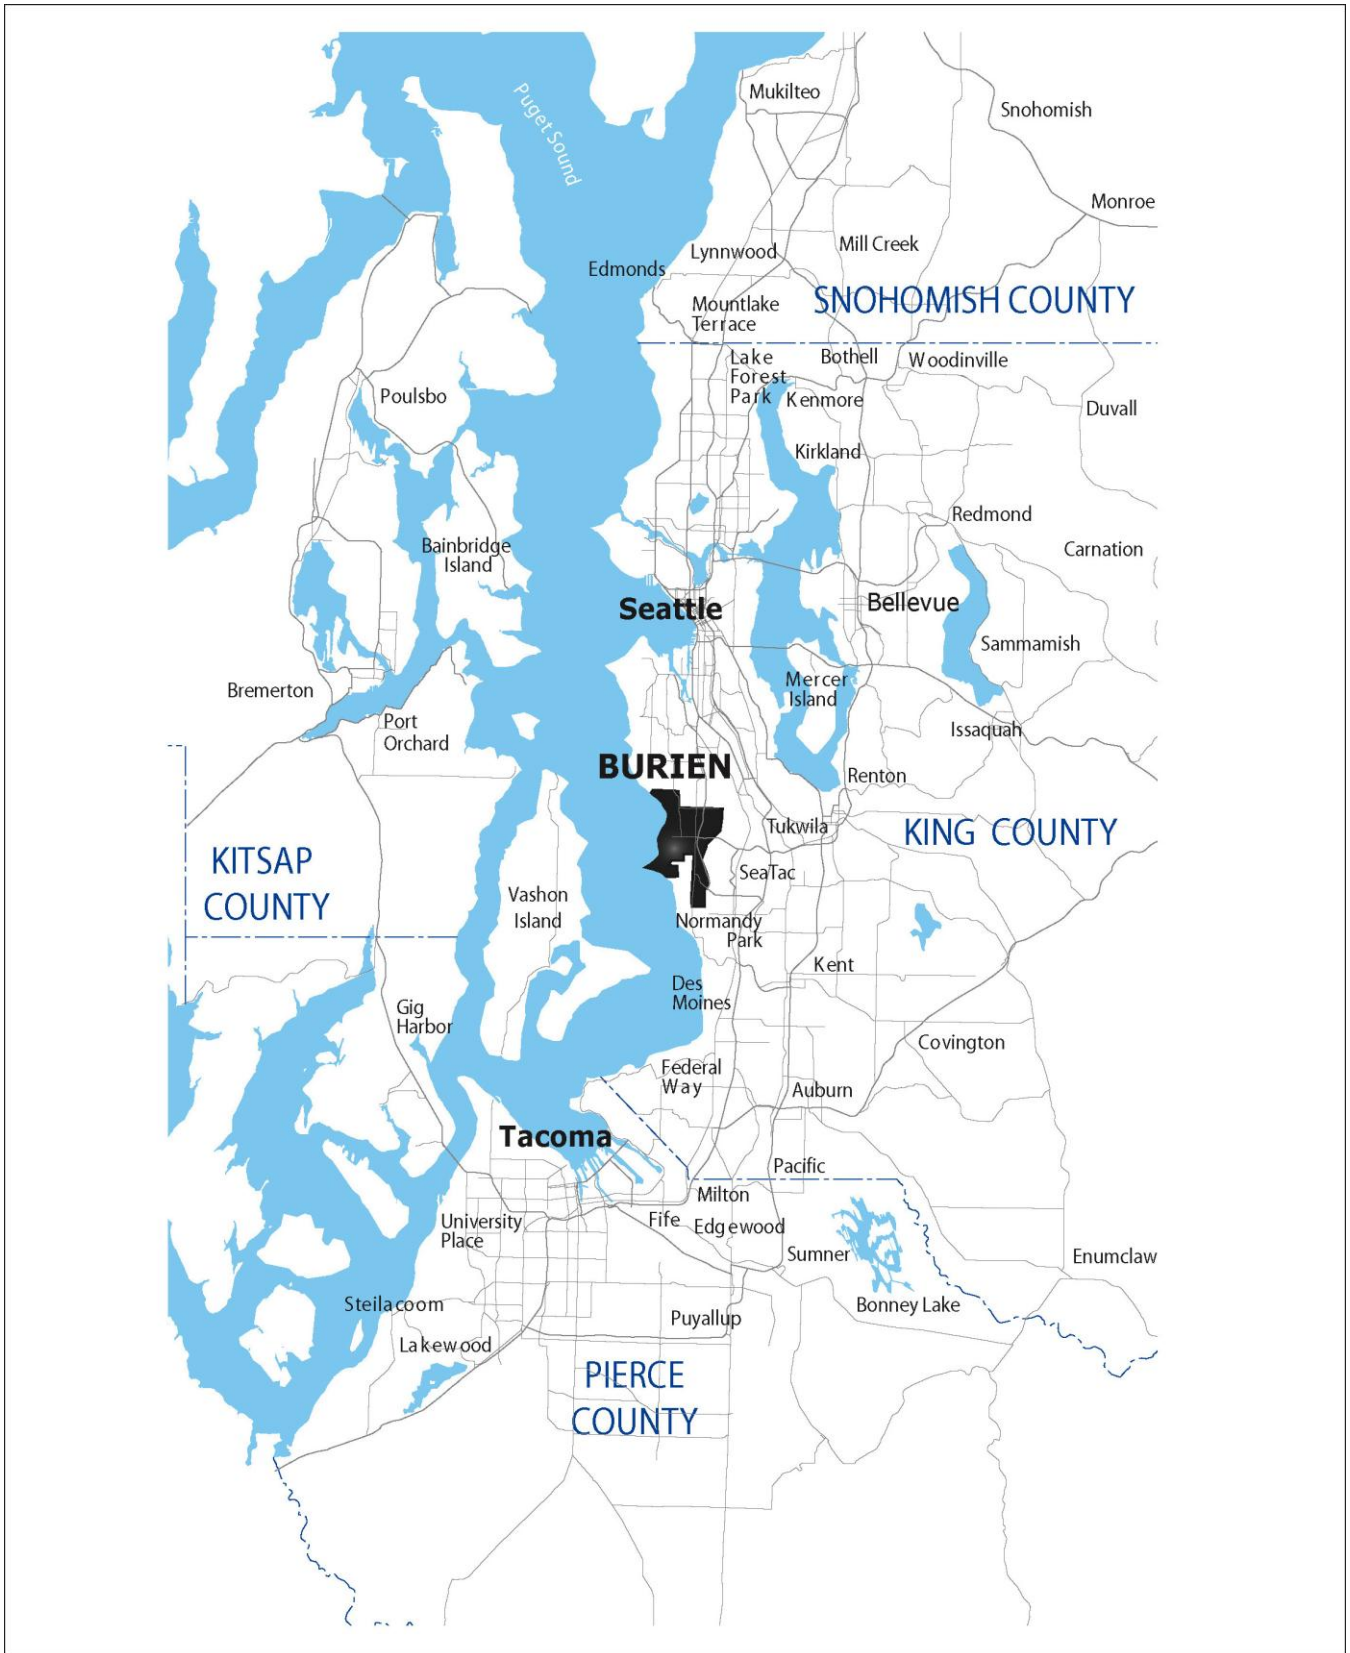 Puget Sound
Mukilteo
Snohomish
Monroe
Lynnwood
Mill Creek
Edmonds
SNOHOMISH COUNTY
Mountlake
Terrace
Lake
Forest
Park
Bothell
Woodinville
Kenmore
Poulsbo
Duvall
Kirkland
Redmond
Carnation
Bainbridge
Island
Seattle
Bellevue
Sammamish
Bremerton
Mercer
Island
Port
Orchard
Issaquah
BURIEN
Renton
Tukwila
KING COUNTY
KITSAP
COUNTY
SeaTac
Vashon
Island
Normandy
Park
Kent
Des
Moines
Gig
Harbor
Covington
Federal
Way
Auburn
Tacoma
Pacific
Milton
University
Place
Fife
Edgewood
Sumner
Enumclaw
Steilacoom
Bonney Lake
Puyallup
Lakewood
PIERCE
COUNTY